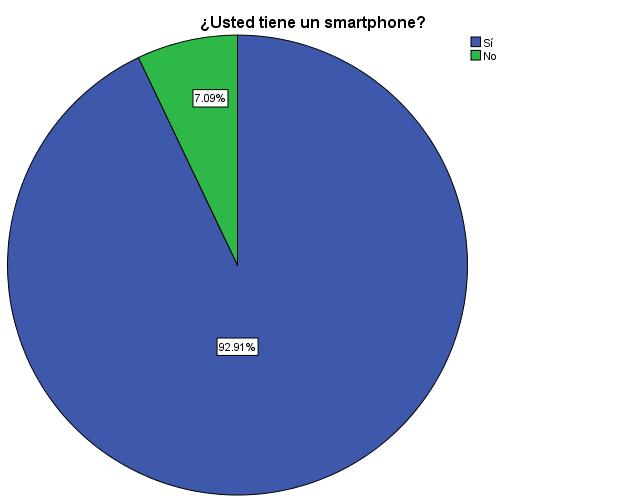 ¿Usted tiene un smartphone?
Sí
No
7.09%
92.91%